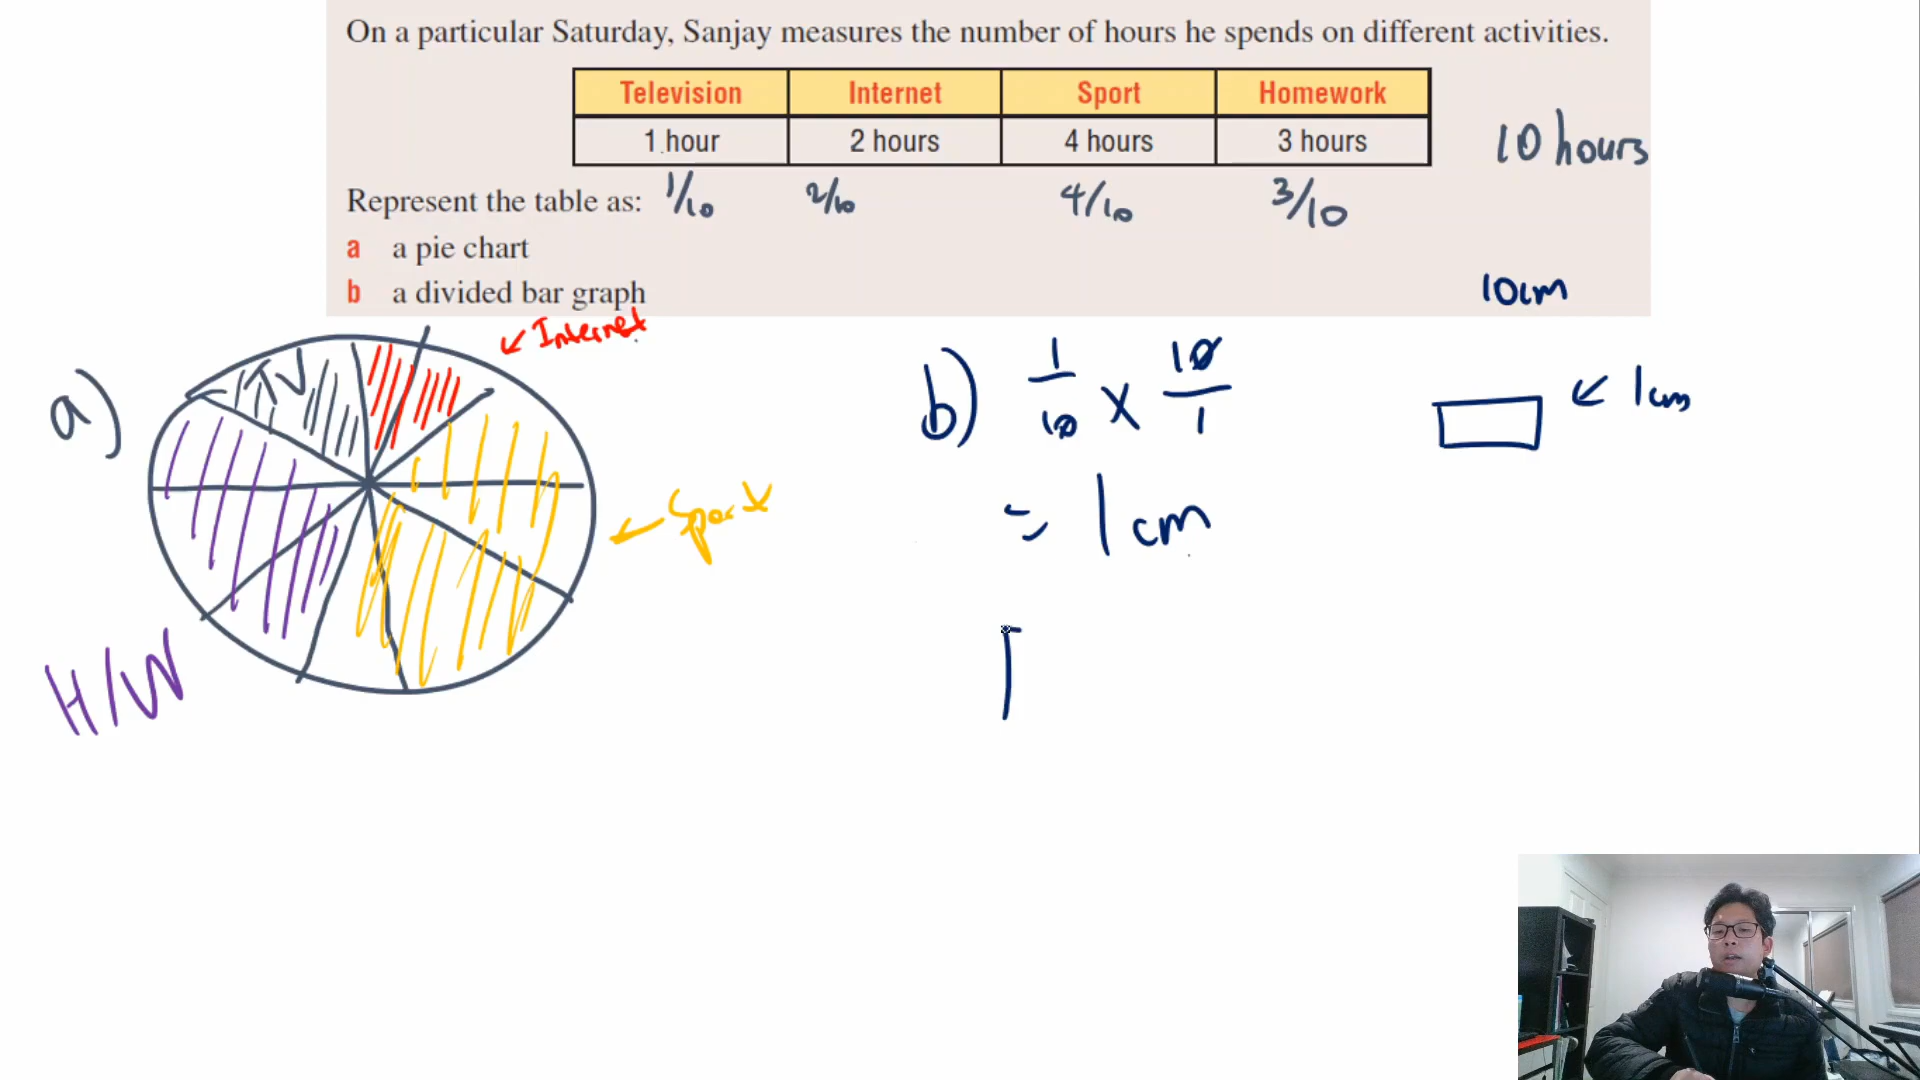 On a particular Saturday, Sanjay measures the number of hours he spends on different activities.
Television Internet Sport Homework
1 hour 2 hours 4 hours 3 hours
10 hours
Represent the table as: 1/10 2/10 4/10 3/10
a a pie chart
b a divided bar graph
10cm
a)
TV
Internet
Sport
H/W
b) 1/10 x 10/1
= 1cm
1cm